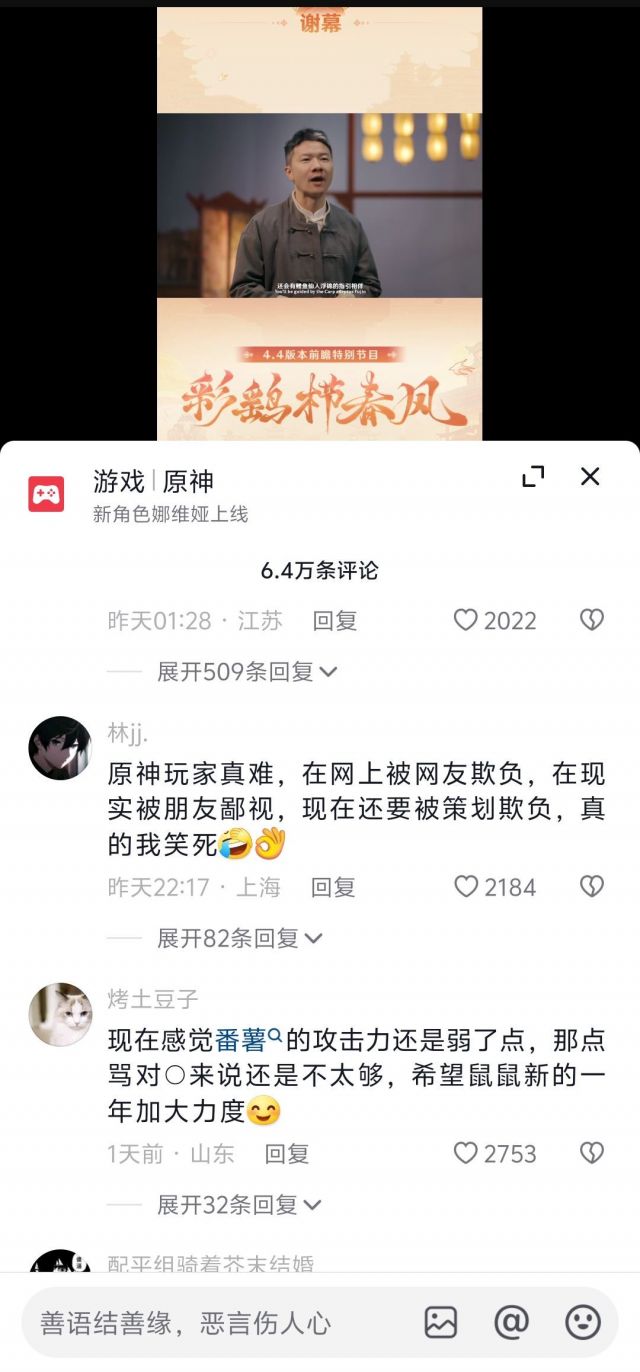 谢幕
还会有鲤鱼仙人浮锦的指引相伴
You'll be guided by the Carp adeptus Fujin
4.4版本前瞻特别节目
彩鹞栉春风
游戏 | 原神
新角色娜维娅上线
6.4万条评论
昨天01:28 · 江苏 回复 2022
展开509条回复
林jj.
原神玩家真难，在网上被网友欺负，在现
实被朋友鄙视，现在还要被策划欺负，真
的我笑死🤣👌
昨天22:17 · 上海 回复 2184
展开82条回复
烤土豆子
现在感觉番薯的攻击力还是弱了点，那点
骂对○来说还是不太够，希望鼠鼠新的一
年加大力度😊
1天前 · 山东 回复 2753
展开32条回复
配平组骑着芥末结婚
善语结善缘，恶言伤人心